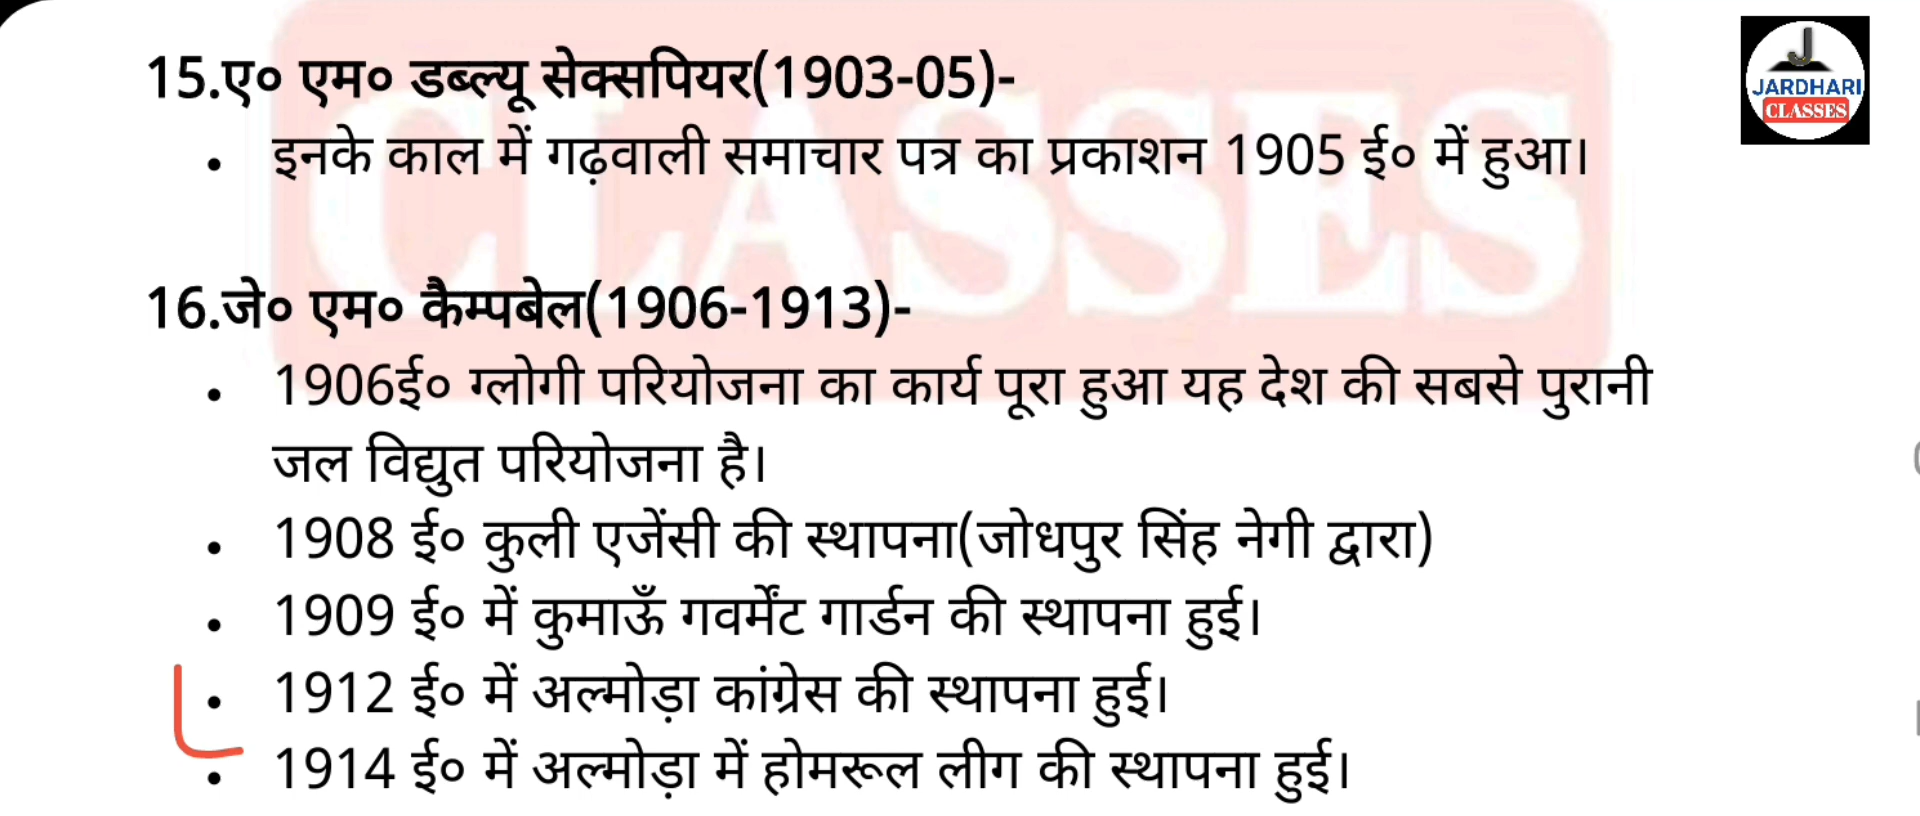 15.ए० एम० डब्ल्यू सेक्सपियर(1903-05)-
• इनके काल में गढ़वाली समाचार पत्र का प्रकाशन 1905 ई० में हुआ।
J
JARDHARI
CLASSES
CLASSES
16.जे० एम० कैम्पबेल(1906-1913)-
• 1906ई० ग्लोगी परियोजना का कार्य पूरा हुआ यह देश की सबसे पुरानी
जल विद्युत परियोजना है।
• 1908 ई० कुली एजेंसी की स्थापना(जोधपुर सिंह नेगी द्वारा)
• 1909 ई० में कुमाऊँ गवर्मेंट गार्डन की स्थापना हुई।
• 1912 ई० में अल्मोड़ा कांग्रेस की स्थापना हुई।
• 1914 ई० में अल्मोड़ा में होमरूल लीग की स्थापना हुई।